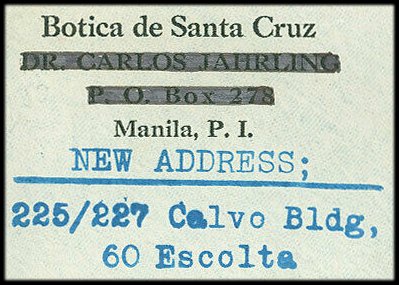 Botica de Santa Cruz
DR. CARLOS JAHRLING
P. O. Box 278
Manila, P. I.
NEW ADDRESS;
225/227 Calvo Bldg,
60 Escolta